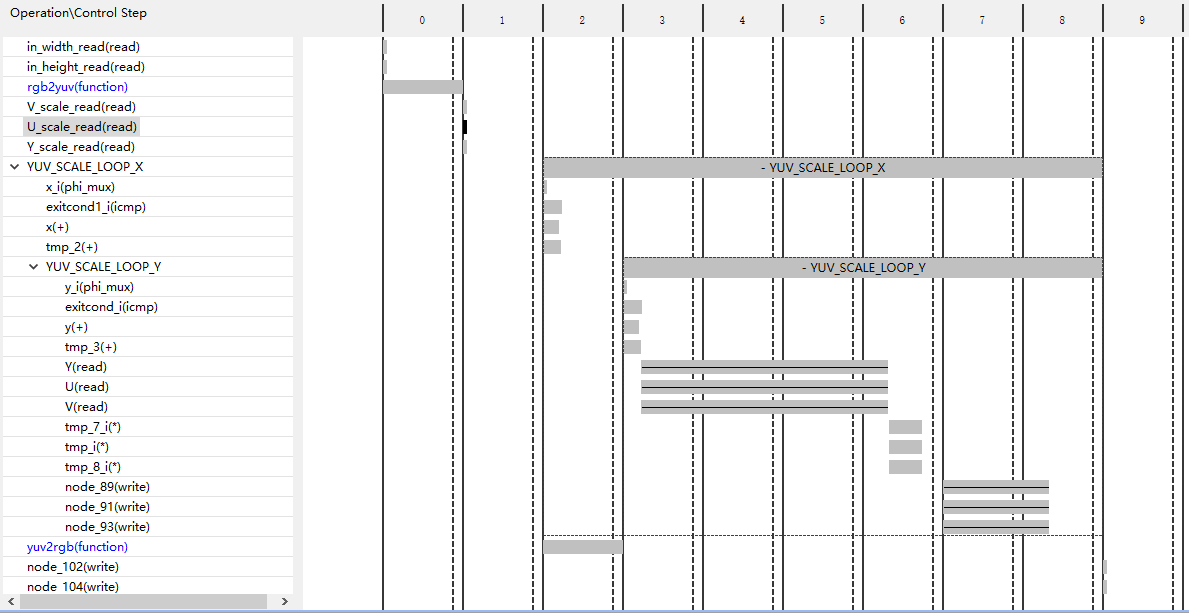 Operation\Control Step 0 1 2 3 4 5 6 7 8 9
in_width_read(read)
in_height_read(read)
rgb2yuv(function)
V_scale_read(read)
U_scale_read(read)
Y_scale_read(read)
YUV_SCALE_LOOP_X - YUV_SCALE_LOOP_X
x_i(phi_mux)
exitcond1_i(icmp)
x(+)
tmp_2(+)
YUV_SCALE_LOOP_Y - YUV_SCALE_LOOP_Y
y_i(phi_mux)
exitcond_i(icmp)
y(+)
tmp_3(+)
Y(read)
U(read)
V(read)
tmp_7_i(*)
tmp_i(*)
tmp_8_i(*)
node_89(write)
node_91(write)
node_93(write)
yuv2rgb(function)
node_102(write)
node_104(write)